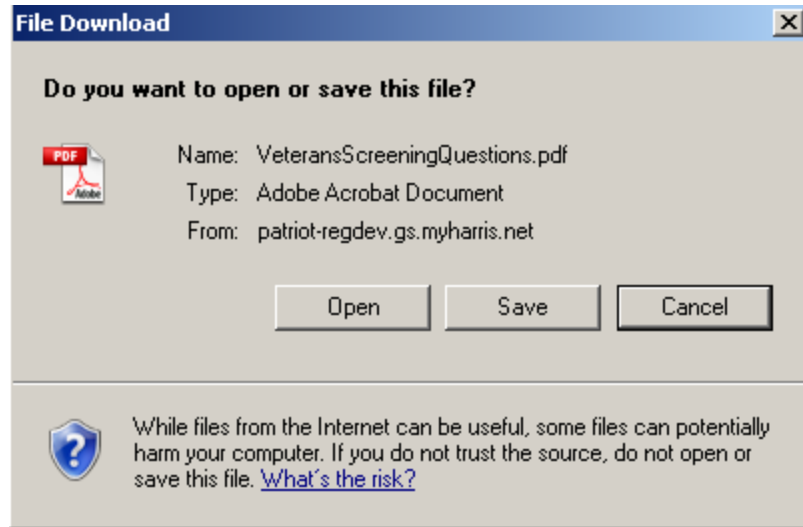 File Download
Do you want to open or save this file?
PDF
Adobe
Name: VeteransScreeningQuestions.pdf
Type: Adobe Acrobat Document
From: patriot-regdev.gs.myharris.net
Open Save Cancel
While files from the Internet can be useful, some files can potentially
harm your computer. If you do not trust the source, do not open or
save this file. What's the risk?